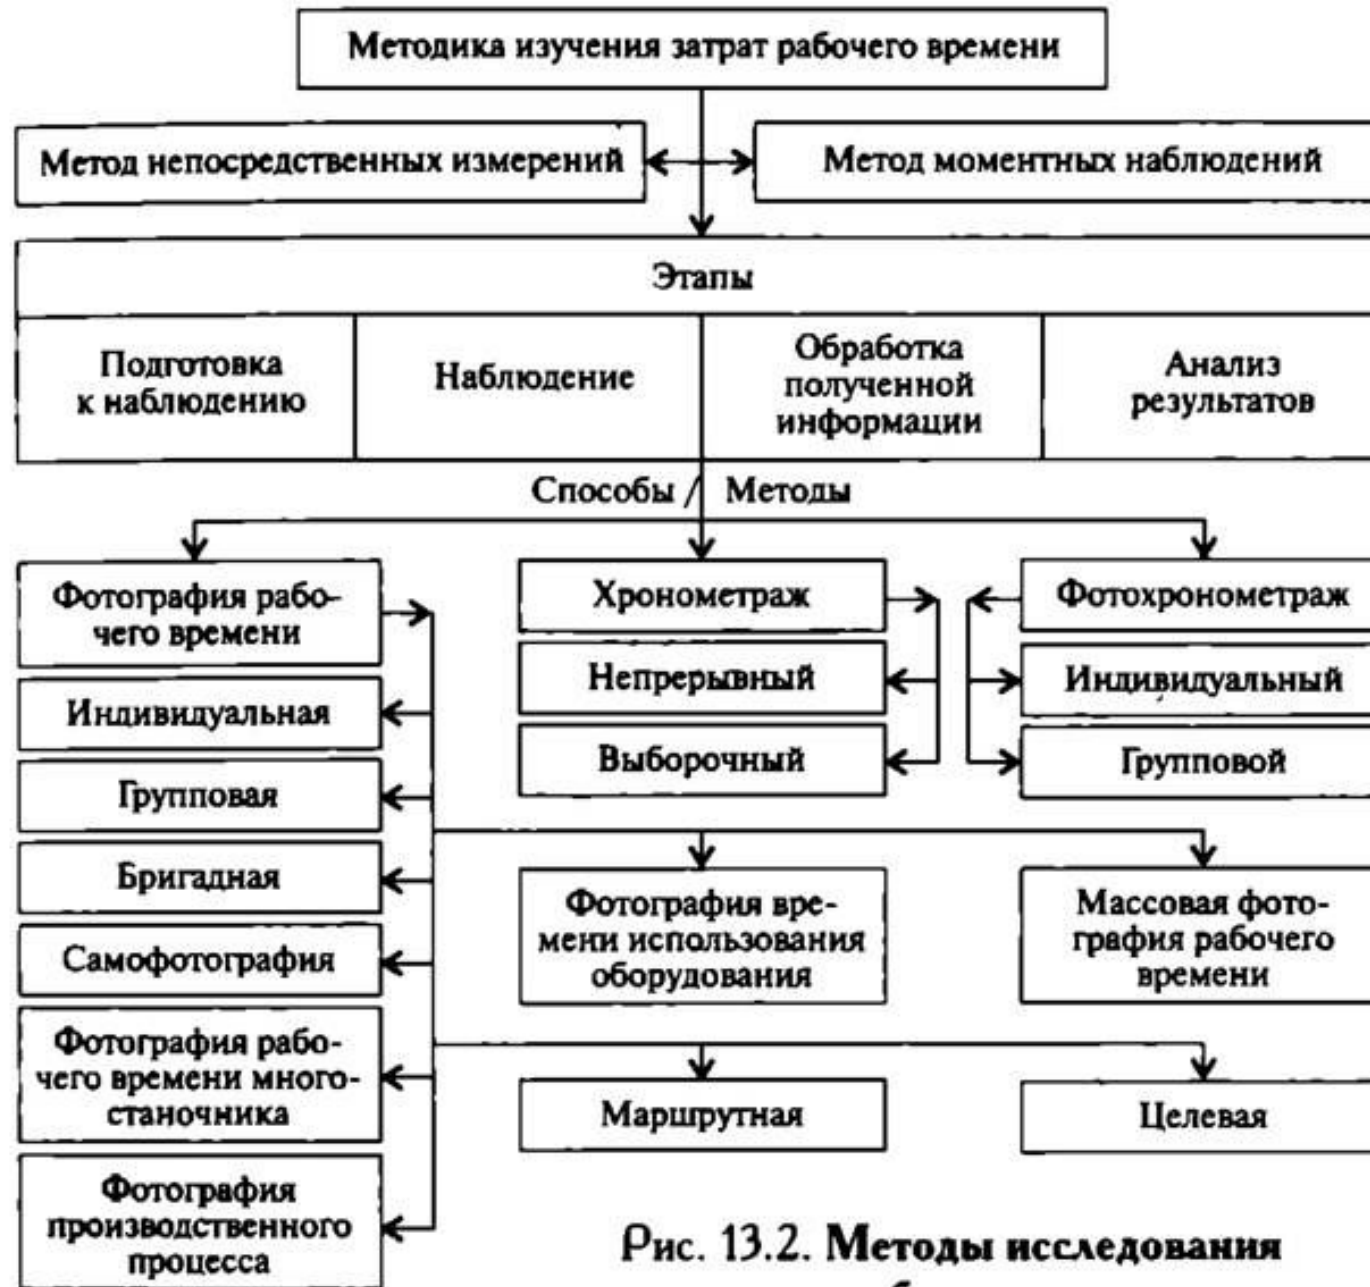 Методика изучения затрат рабочего времени
Метод непосредственных измерений
Метод моментных наблюдений
Этапы
Подготовка
к наблюдению
Наблюдение
Обработка
полученной
информации
Анализ
результатов
Способы / Методы
Фотография рабо-
чего времени
Индивидуальная
Групповая
Бригадная
Самофотография
Фотография рабо-
чего времени много-
станочника
Фотография
производственного
процесса
Хронометраж
Непрерывный
Выборочный
Фотохронометраж
Индивидуальный
Групповой
Фотография вре-
мени использования
оборудования
Массовая фото-
графия рабочего
времени
Маршрутная
Целевая
Рис. 13.2. Методы исследования